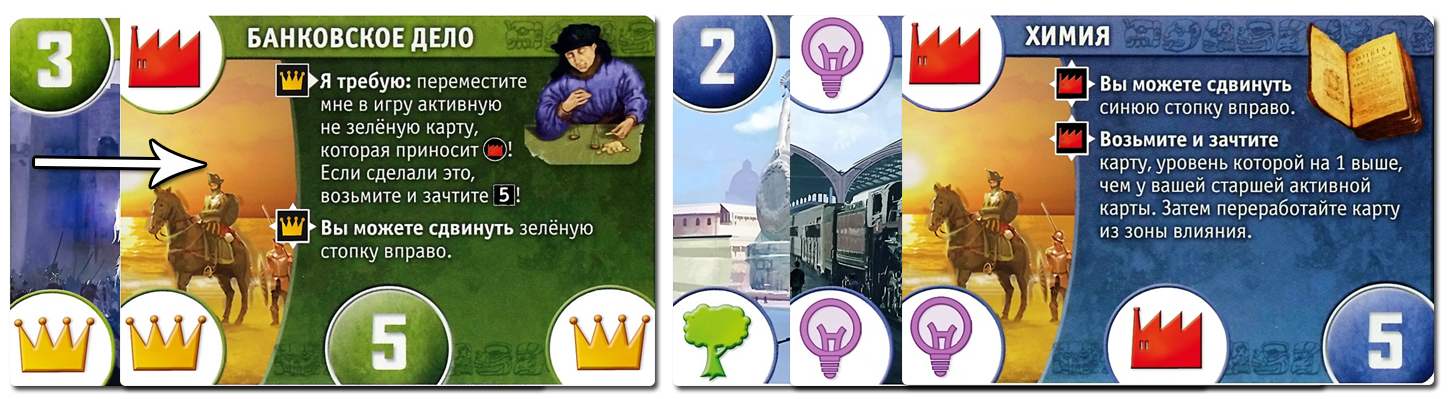 3
БАНКОВСКОЕ ДЕЛО
Я требую: переместите
мне в игру активную
не зелёную карту,
которая приносит !
Если сделали это,
возьмите и зачтите 5!
Вы можете сдвинуть зелёную
стопку вправо.
5
2
ХИМИЯ
Вы можете сдвинуть
синюю стопку вправо.
Возьмите и зачтите
карту, уровень которой на 1 выше,
чем у вашей старшей активной
карты. Затем переработайте карту
из зоны влияния.
5